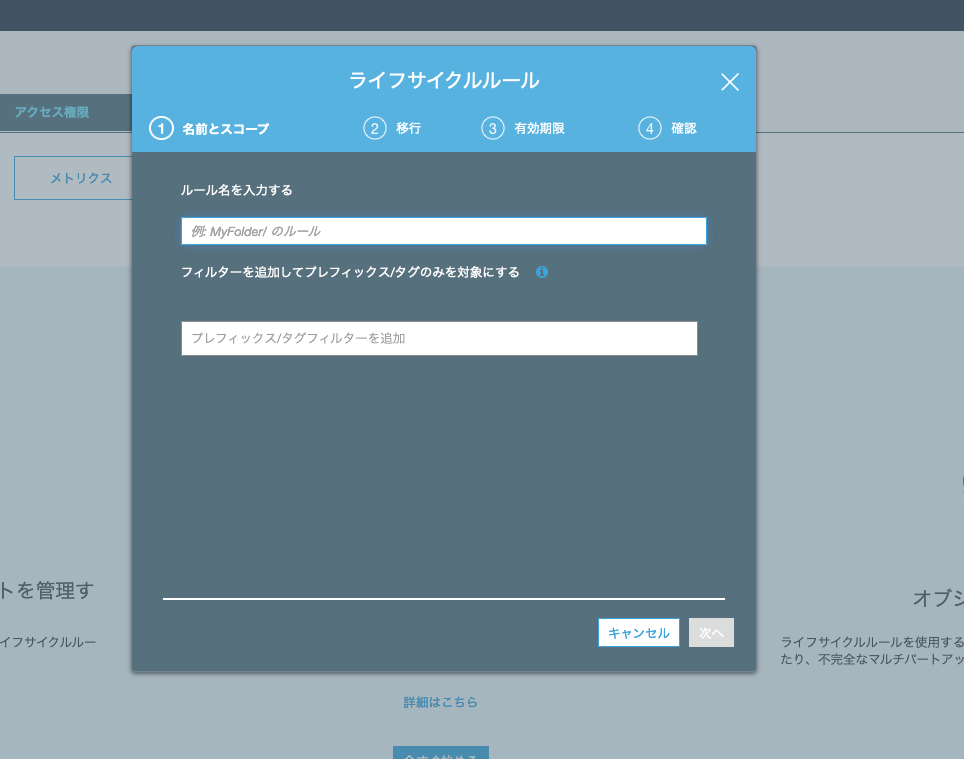 ライフサイクルルール
アクセス権限
1 名前とスコープ 2 移行 3 有効期限 4 確認
メトリクス
ルール名を入力する
例: MyFolder/ のルール
フィルターを追加してプレフィックス/タグのみを対象にする
プレフィックス/タグフィルターを追加
トを管理す
オブジ
イフサイクルルー
キャンセル 次へ
ライフサイクルルールを使用する
たり、不完全なマルチパートアッ
詳細はこちら